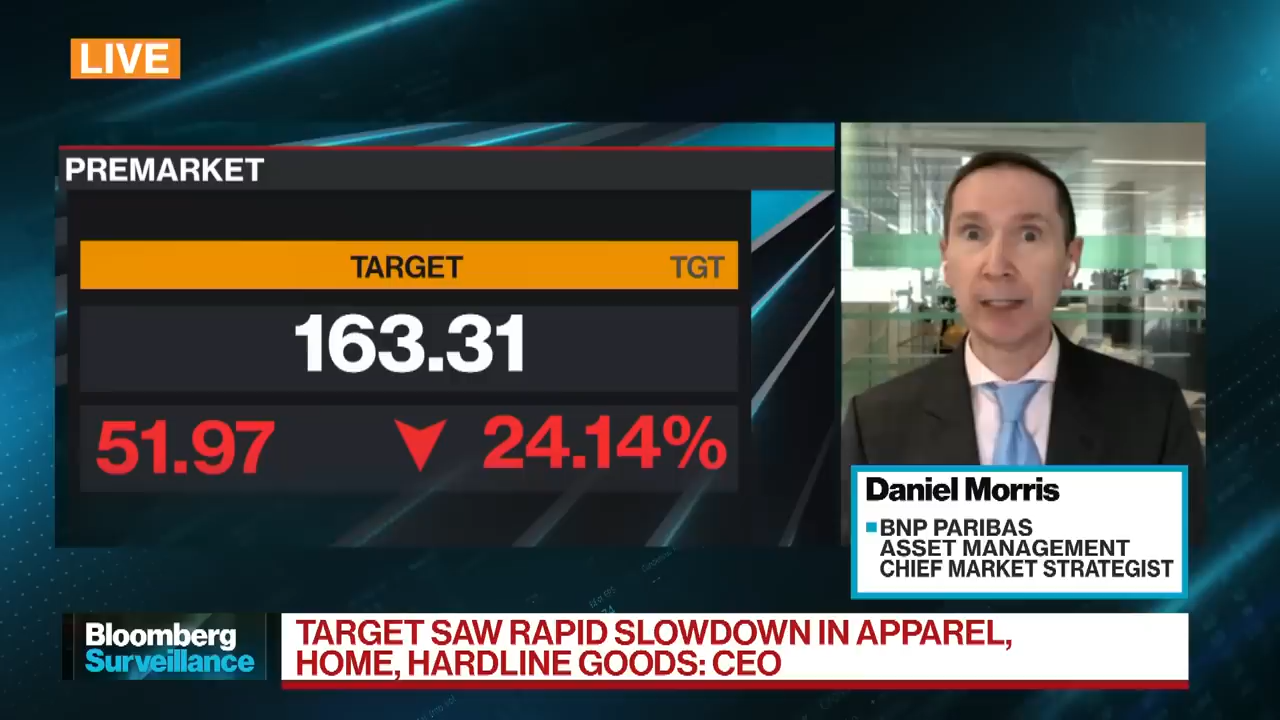 LIVE
PREMARKET
TARGET TGT
163.31
51.97 24.14%
Daniel Morris
BNP PARIBAS
ASSET MANAGEMENT
CHIEF MARKET STRATEGIST
Bloomberg
Surveillance
TARGET SAW RAPID SLOWDOWN IN APPAREL,
HOME, HARDLINE GOODS: CEO